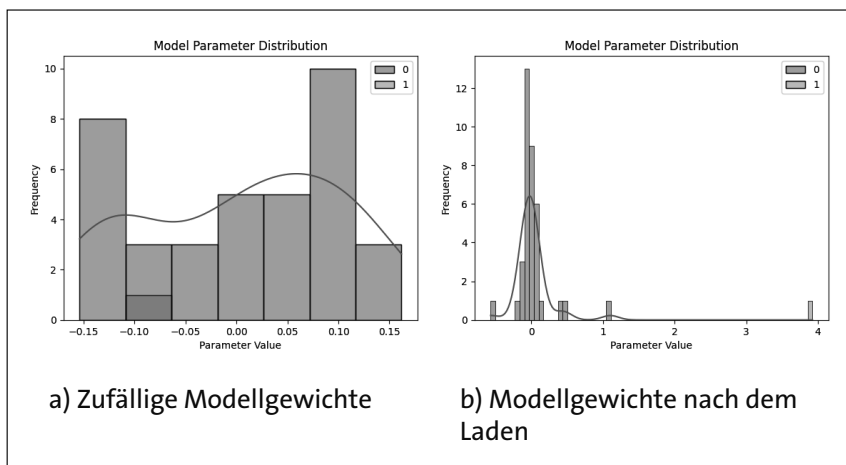 Model Parameter Distribution
0
1
Frequency
10
8
6
4
2
0
−0.15 −0.10 −0.05 0.00 0.05 0.10 0.15
Parameter Value
a) Zufällige Modellgewichte
Model Parameter Distribution
0
1
Frequency
12
10
8
6
4
2
0
0 1 2 3 4
Parameter Value
b) Modellgewichte nach dem
Laden